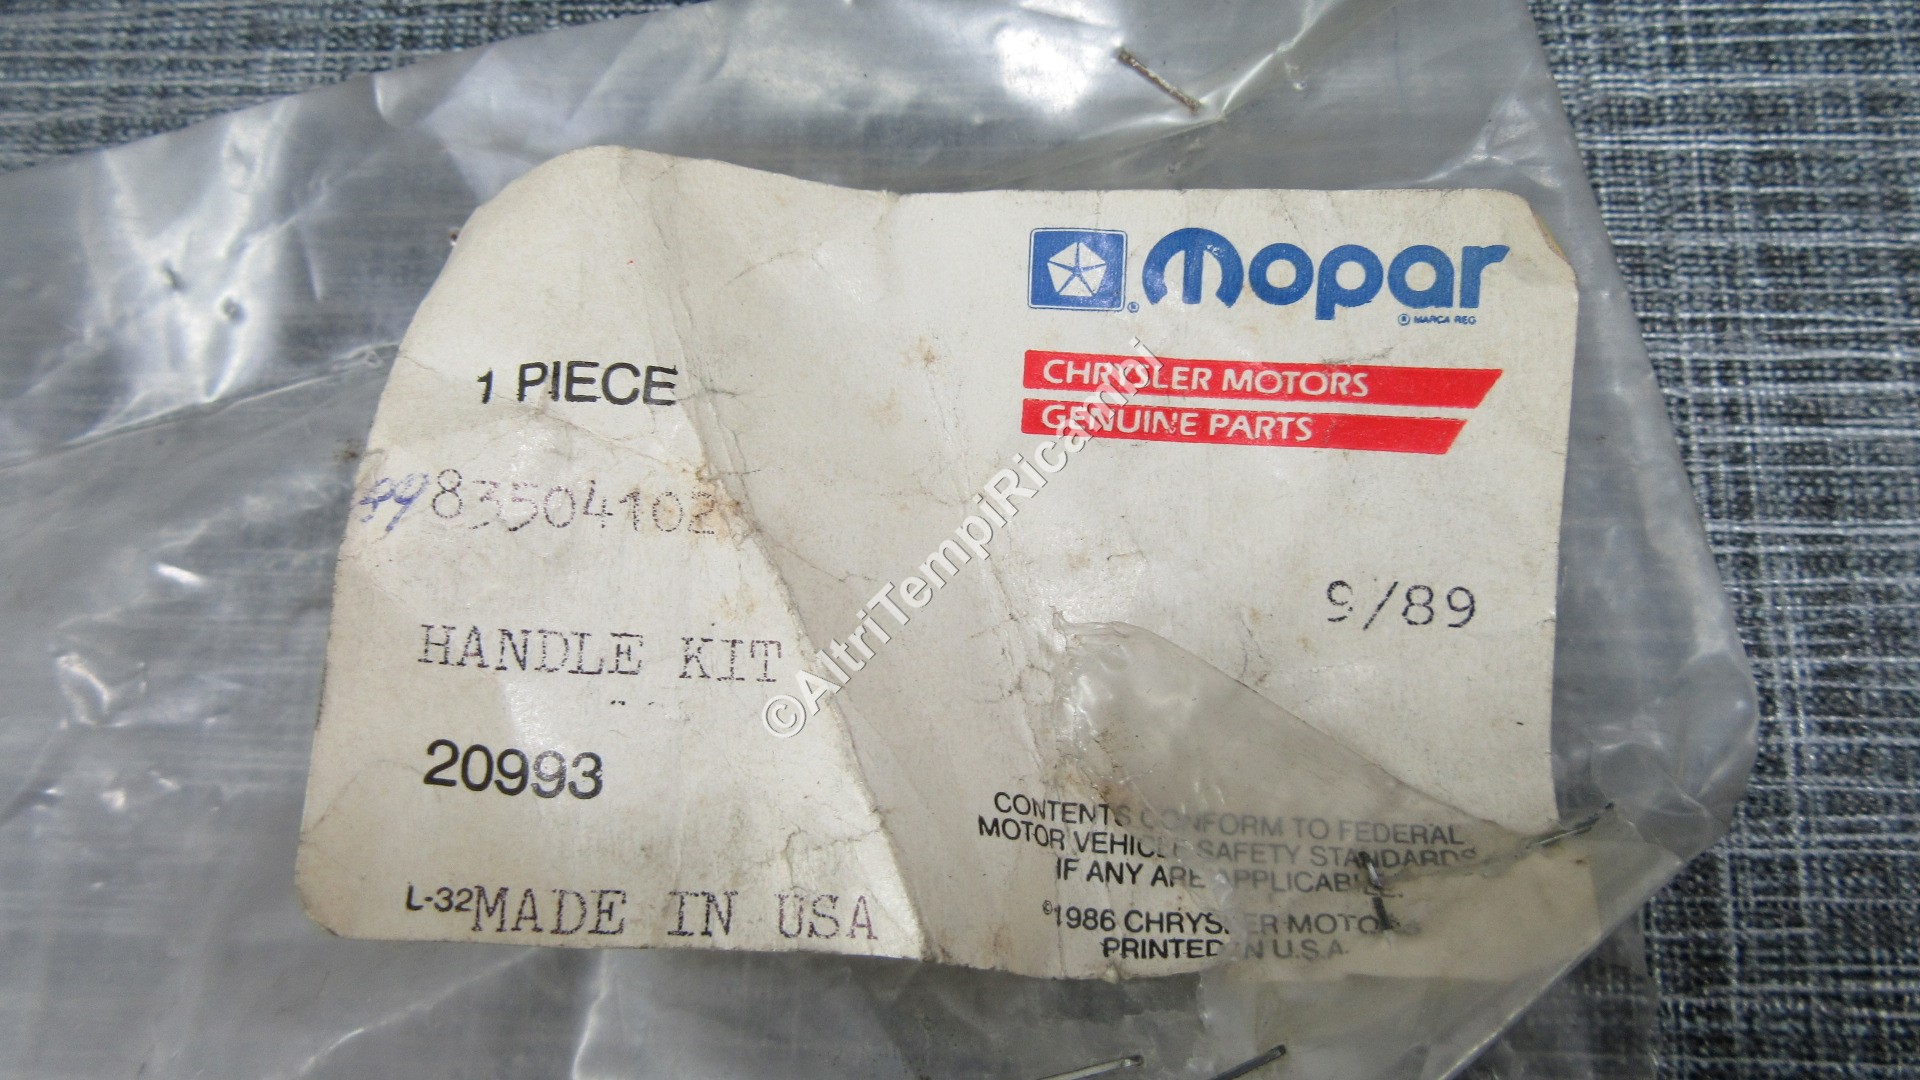 mopar
® MARCA REG
CHRYSLER MOTORS
GENUINE PARTS
1 PIECE
83504102
9/89
HANDLE KIT
20993
CONTENTS CONFORM TO FEDERAL
MOTOR VEHICLE SAFETY STANDARDS
IF ANY ARE APPLICABLE.
L-32 MADE IN USA
©1986 CHRYSLER MOTORS
PRINTED IN U.S.A.
©AltriTempiRicambi